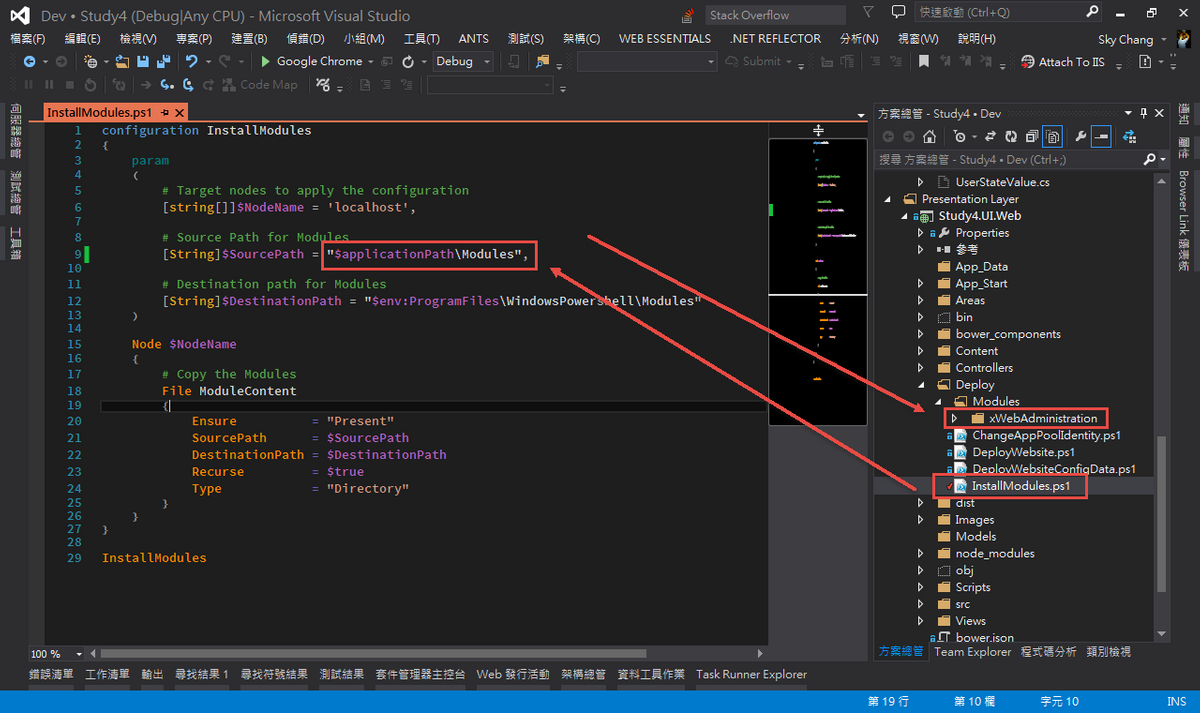 Dev • Study4 (Debug|Any CPU) - Microsoft Visual Studio
Stack Overflow
快速啟動 (Ctrl+Q)
檔案(F) 編輯(E) 檢視(V) 專案(P) 建置(B) 偵錯(D) 小組(M) 工具(T) ANTS 測試(S) 架構(C) WEB ESSENTIALS .NET REFLECTOR 分析(N) 視窗(W) 說明(H) Sky Chang
Google Chrome Debug Submit Attach To IIS
Code Map
伺服器總管
測試總管
工具箱
InstallModules.ps1
1 configuration InstallModules
2 {
3 param
4 (
5 # Target nodes to apply the configuration
6 [string[]]$NodeName = 'localhost',
7
8 # Source Path for Modules
9 [String]$SourcePath = "$applicationPath\Modules",
10
11 # Destination path for Modules
12 [String]$DestinationPath = "$env:ProgramFiles\WindowsPowershell\Modules"
13 )
14
15 Node $NodeName
16 {
17 # Copy the Modules
18 File ModuleContent
19 {
20 Ensure = "Present"
21 SourcePath = $SourcePath
22 DestinationPath = $DestinationPath
23 Recurse = $true
24 Type = "Directory"
25 }
26 }
27 }
28
29 InstallModules
100 %
方案總管 - Study4 • Dev
搜尋 方案總管 - Study4 • Dev (Ctrl+;)
UserStateValue.cs
Presentation Layer
Study4.UI.Web
Properties
參考
App_Data
App_Start
Areas
bin
bower_components
Content
Controllers
Deploy
Modules
xWebAdministration
ChangeAppPoolIdentity.ps1
DeployWebsite.ps1
DeployWebsiteConfigData.ps1
InstallModules.ps1
dist
Images
Models
node_modules
obj
Scripts
src
Views
bower.json
方案總管 Team Explorer 程式碼分析 類別檢視
通知
屬性
Browser Link 儀表板
錯誤清單 工作清單 輸出 尋找結果 1 尋找符號結果 測試結果 套件管理器主控台 Web 發行活動 架構總管 資料工具作業 Task Runner Explorer
第 19 行 第 10 欄 字元 10 INS